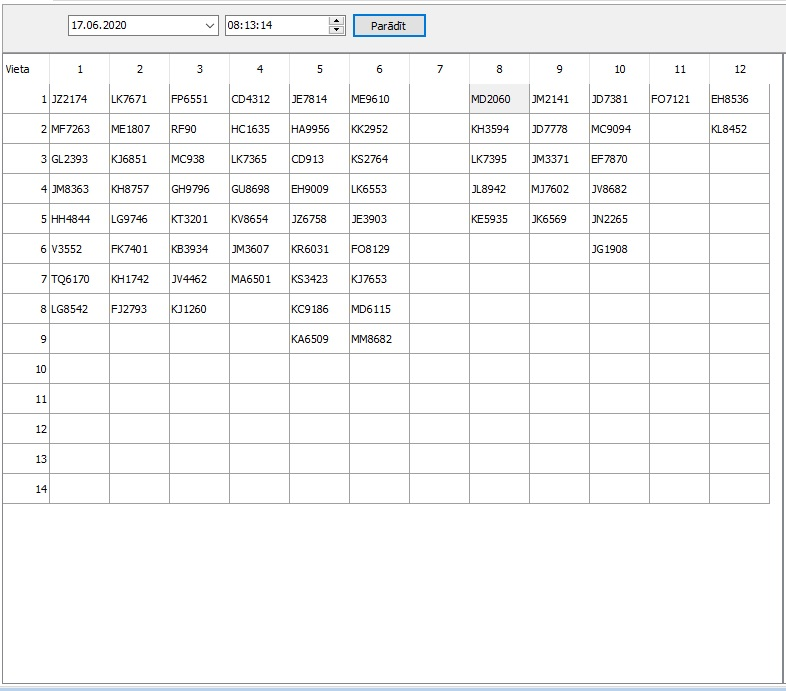 17.06.2020 08:13:14 Parādīt
Vieta 1 2 3 4 5 6 7 8 9 10 11 12
1 JZ2174 LK7671 FP6551 CD4312 JE7814 ME9610 MD2060 JM2141 JD7381 FO7121 EH8536
2 MF7263 ME1807 RF90 HC1635 HA9956 KK2952 KH3594 JD7778 MC9094 KL8452
3 GL2393 KJ6851 MC938 LK7365 CD913 KS2764 LK7395 JM3371 EF7870
4 JM8363 KH8757 GH9796 GU8698 EH9009 LK6553 JL8942 MJ7602 JV8682
5 HH4844 LG9746 KT3201 KV8654 JZ6758 JE3903 KE5935 JK6569 JN2265
6 V3552 FK7401 KB3934 JM3607 KR6031 FO8129 JG1908
7 TQ6170 KH1742 JV4462 MA6501 KS3423 KJ7653
8 LG8542 FJ2793 KJ1260 KC9186 MD6115
9 KA6509 MM8682
10
11
12
13
14